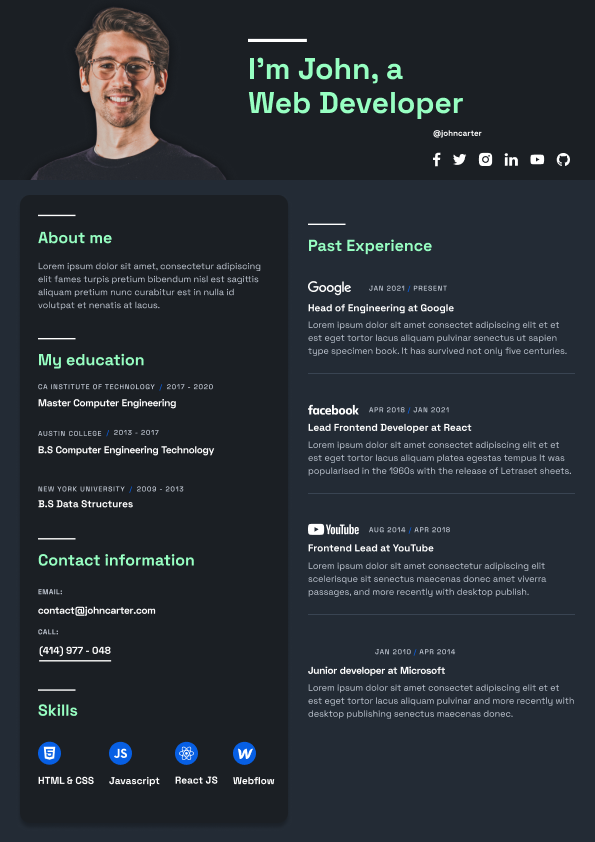 I'm John, a
Web Developer
@johncarter
About me
Lorem ipsum dolor sit amet, consectetur adipiscing
elit fames turpis pretium bibendum nisl est sagittis
aliquam pretium nunc curabitur est in nulla id
volutpat et nenatis at lacus.
My education
CA INSTITUTE OF TECHNOLOGY / 2017 - 2020
Master Computer Engineering
AUSTIN COLLEGE / 2013 - 2017
B.S Computer Engineering Technology
NEW YORK UNIVERSITY / 2009 - 2013
B.S Data Structures
Contact information
EMAIL:
contact@johncarter.com
CALL:
(414) 977 - 048
Skills
HTML & CSS Javascript React JS Webflow
Past Experience
Google JAN 2021 / PRESENT
Head of Engineering at Google
Lorem ipsum dolor sit amet consectet adipiscing elit et et
est eget tortor lacus aliquam pulvinar senectus ut sapien
type specimen book. It has survived not only five centuries.
facebook APR 2018 / JAN 2021
Lead Frontend Developer at React
Lorem ipsum dolor sit amet consectet adipiscing elit et et
est eget tortor lacus aliquam platea egestas tempus It was
popularised in the 1960s with the release of Letraset sheets.
YouTube AUG 2014 / APR 2018
Frontend Lead at YouTube
Lorem ipsum dolor sit amet consectetur adipiscing elit
scelerisque sit senectus maecenas donec amet viverra
passages, and more recently with desktop publish.
JAN 2010 / APR 2014
Junior developer at Microsoft
Lorem ipsum dolor sit amet consectet adipiscing elit et et
est eget tortor lacus aliquam pulvinar and more recently with
desktop publishing senectus maecenas donec.